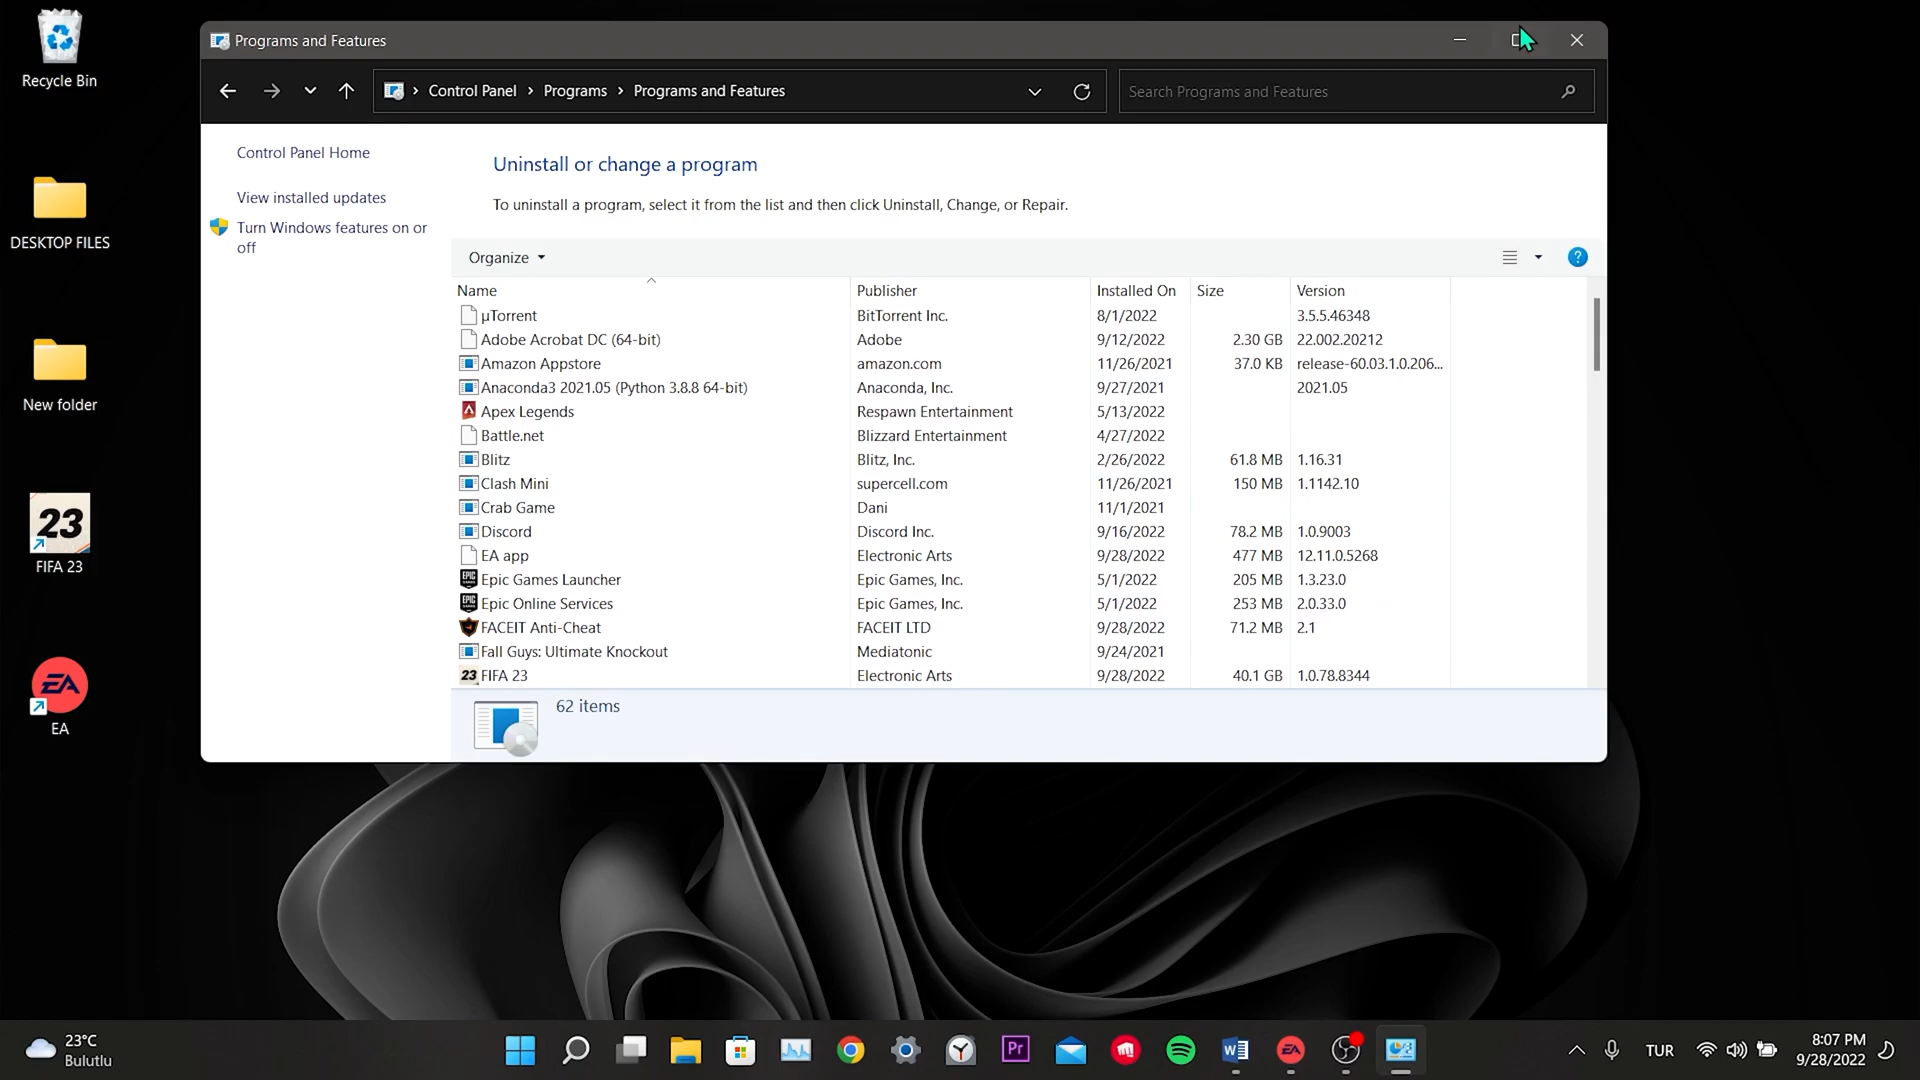 Recycle Bin
DESKTOP FILES
New folder
23
FIFA 23
EA
EA
Programs and Features
Control Panel > Programs > Programs and Features
Search Programs and Features
Control Panel Home
View installed updates
Turn Windows features on or
off
Uninstall or change a program
To uninstall a program, select it from the list and then click Uninstall, Change, or Repair.
Organize
?
Name Publisher Installed On Size Version
µTorrent BitTorrent Inc. 8/1/2022 3.5.5.46348
Adobe Acrobat DC (64-bit) Adobe 9/12/2022 2.30 GB 22.002.20212
Amazon Appstore amazon.com 11/26/2021 37.0 KB release-60.03.1.0.206...
Anaconda3 2021.05 (Python 3.8.8 64-bit) Anaconda, Inc. 9/27/2021 2021.05
Apex Legends Respawn Entertainment 5/13/2022
Battle.net Blizzard Entertainment 4/27/2022
Blitz Blitz, Inc. 2/26/2022 61.8 MB 1.16.31
Clash Mini supercell.com 11/26/2021 150 MB 1.1142.10
Crab Game Dani 11/1/2021
Discord Discord Inc. 9/16/2022 78.2 MB 1.0.9003
EA app Electronic Arts 9/28/2022 477 MB 12.11.0.5268
EPIC Epic Games Launcher Epic Games, Inc. 5/1/2022 205 MB 1.3.23.0
EPIC Epic Online Services Epic Games, Inc. 5/1/2022 253 MB 2.0.33.0
FACEIT Anti-Cheat FACEIT LTD 9/28/2022 71.2 MB 2.1
Fall Guys: Ultimate Knockout Mediatonic 9/24/2021
23 FIFA 23 Electronic Arts 9/28/2022 40.1 GB 1.0.78.8344
62 items
23°C
Bulutlu
Pr
W
EA
TUR
8:07 PM
9/28/2022